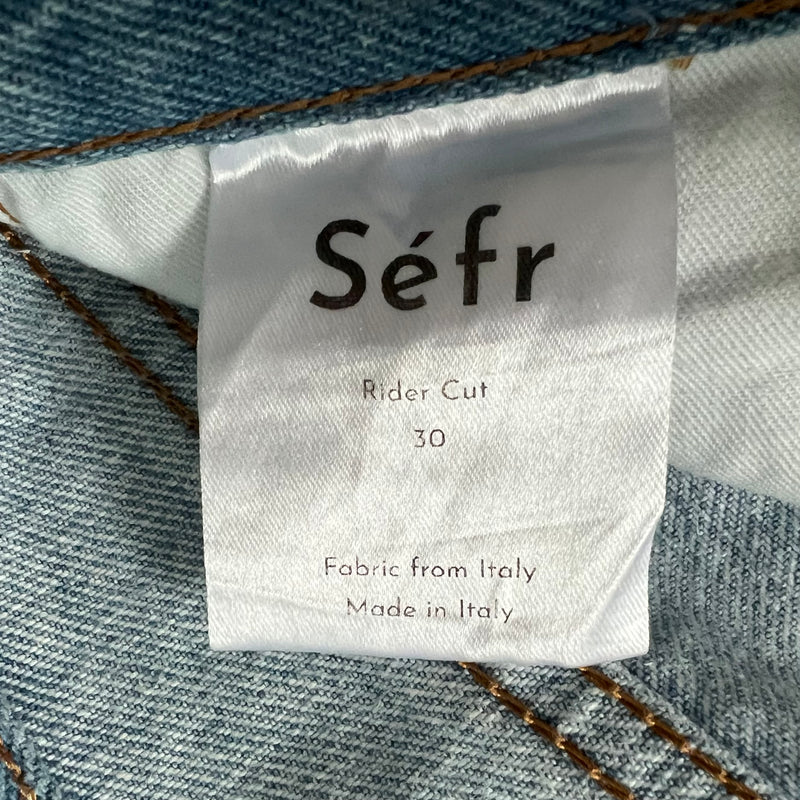 Séfr
Rider Cut
30
Fabric from Italy
Made in Italy